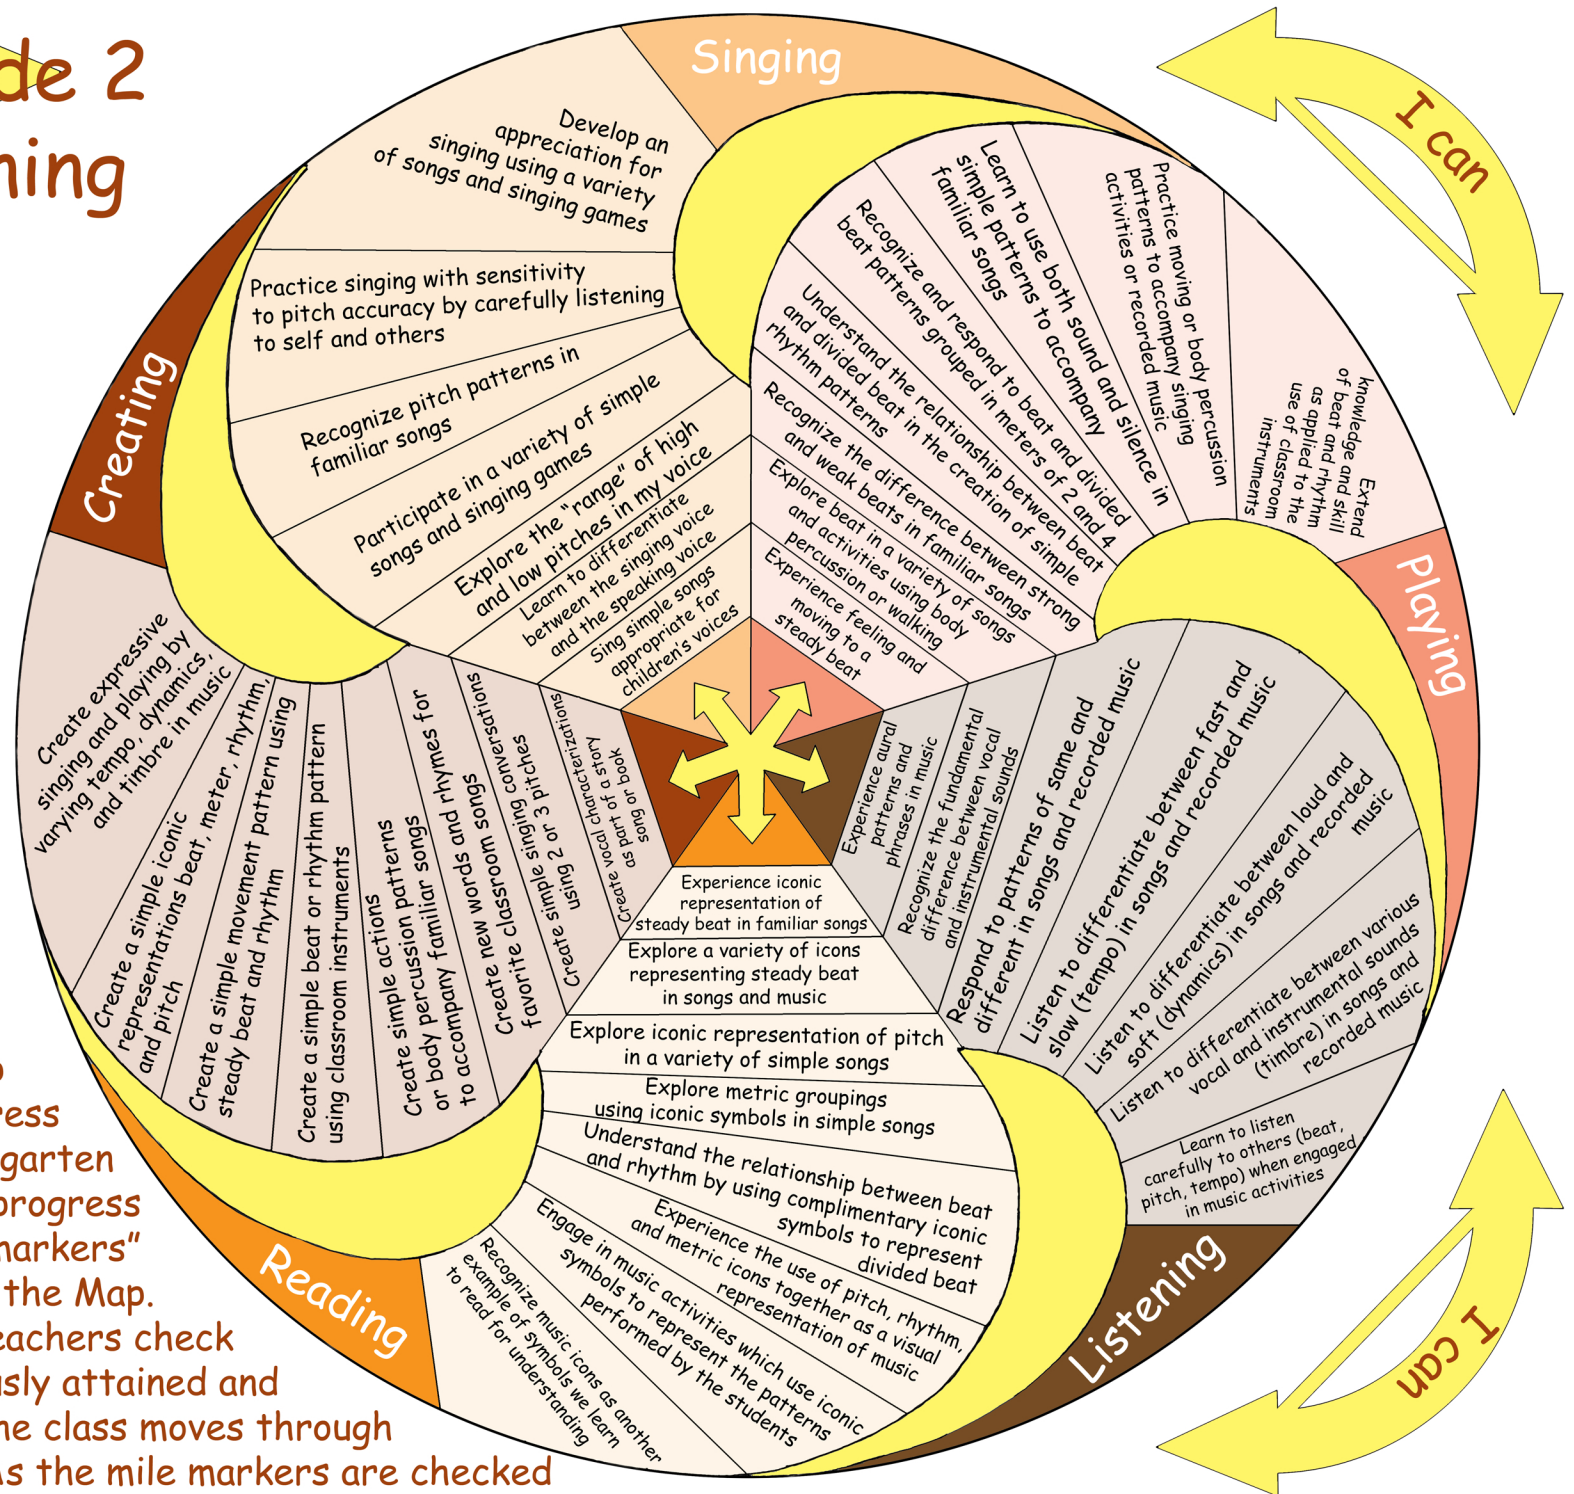 de 2
ning
Singing
Develop an
appreciation for
singing using a variety
of songs and singing games
Practice singing with sensitivity
to pitch accuracy by carefully listening
to self and others
Recognize pitch patterns in
familiar songs
Participate in a variety of simple
songs and singing games
Explore the "range" of high
and low pitches in my voice
Learn to differentiate
between the singing voice
and the speaking voice
Sing simple songs
appropriate for
children's voices
I can
Playing
Extend
knowledge and skill
of beat and rhythm
as applied to the
use of classroom
instruments
Practice moving or body percussion
patterns to accompany singing
activities or recorded music
Learn to use both sound and silence in
simple patterns to accompany
familiar songs
Recognize and respond to beat and divided
beat patterns grouped in meters of 2 and 4
Understand the relationship between beat
and divided beat in the creation of simple
rhythm patterns
Recognize the difference between strong
and weak beats in familiar songs
Explore beat in a variety of songs
and activities using body
percussion or walking
Experience feeling and
moving to a
steady beat
Listening
Experience aural
patterns and
phrases in music
Recognize the fundamental
difference between vocal
and instrumental sounds
Respond to patterns of same and
different in songs and recorded music
Listen to differentiate between fast and
slow (tempo) in songs and recorded music
Listen to differentiate between loud and
soft (dynamics) in songs and recorded
music
Listen to differentiate between various
vocal and instrumental sounds
(timbre) in songs and
recorded music
Learn to listen
carefully to others (beat,
pitch, tempo) when engaged
in music activities
I can
Reading
Experience iconic
representation of
steady beat in familiar songs
Explore a variety of icons
representing steady beat
in songs and music
Explore iconic representation of pitch
in a variety of simple songs
Explore metric groupings
using iconic symbols in simple songs
Understand the relationship between beat
and rhythm by using complimentary iconic
symbols to represent
divided beat
Experience the use of pitch, rhythm,
and metric icons together as a visual
representation of music
Engage in music activities which use iconic
symbols to represent the patterns
performed by the students
Recognize music icons as another
example of symbols we learn
to read for understanding
Creating
Create expressive
singing and playing by
varying tempo, dynamics,
and timbre in music
Create a simple iconic
representations beat, meter, rhythm,
and pitch
Create a simple movement pattern using
steady beat and rhythm
Create a simple beat or rhythm pattern
using classroom instruments
Create simple actions
or body percussion patterns
to accompany familiar songs
Create new words and rhymes for
favorite classroom songs
Create simple singing conversations
using 2 or 3 pitches
Create vocal characterizations
as part of a story
song or book
ress
garten
progress
markers"
the Map.
eachers check
sly attained and
he class moves through
As the mile markers are checked